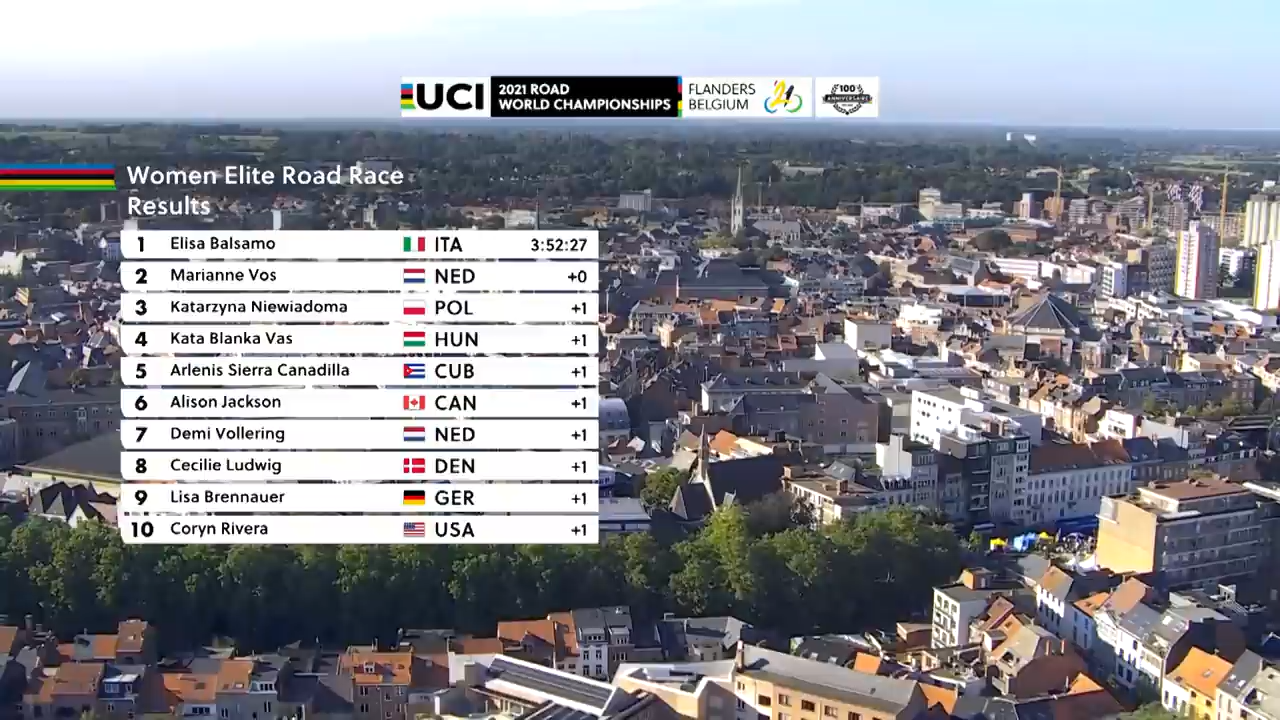 UCI
2021 ROAD
WORLD CHAMPIONSHIPS
FLANDERS
BELGIUM
21
100
ANNIVERSAIRE
Women Elite Road Race
Results
1 Elisa Balsamo ITA 3:52:27
2 Marianne Vos NED +0
3 Katarzyna Niewiadoma POL +1
4 Kata Blanka Vas HUN +1
5 Arlenis Sierra Canadilla CUB +1
6 Alison Jackson CAN +1
7 Demi Vollering NED +1
8 Cecilie Ludwig DEN +1
9 Lisa Brennauer GER +1
10 Coryn Rivera USA +1